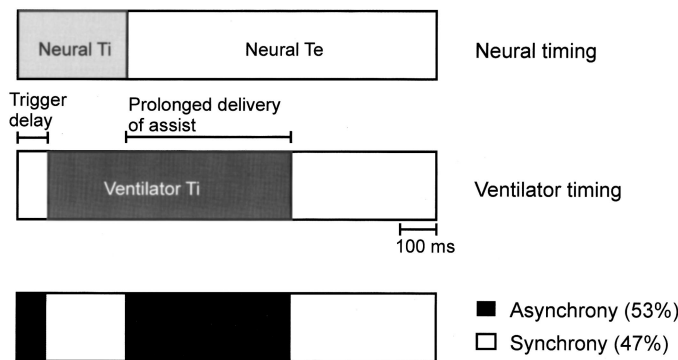 Neural Ti
Neural Te
Neural timing
Trigger
delay
Prolonged delivery
of assist
Ventilator Ti
Ventilator timing
100 ms
Asynchrony (53%)
Synchrony (47%)